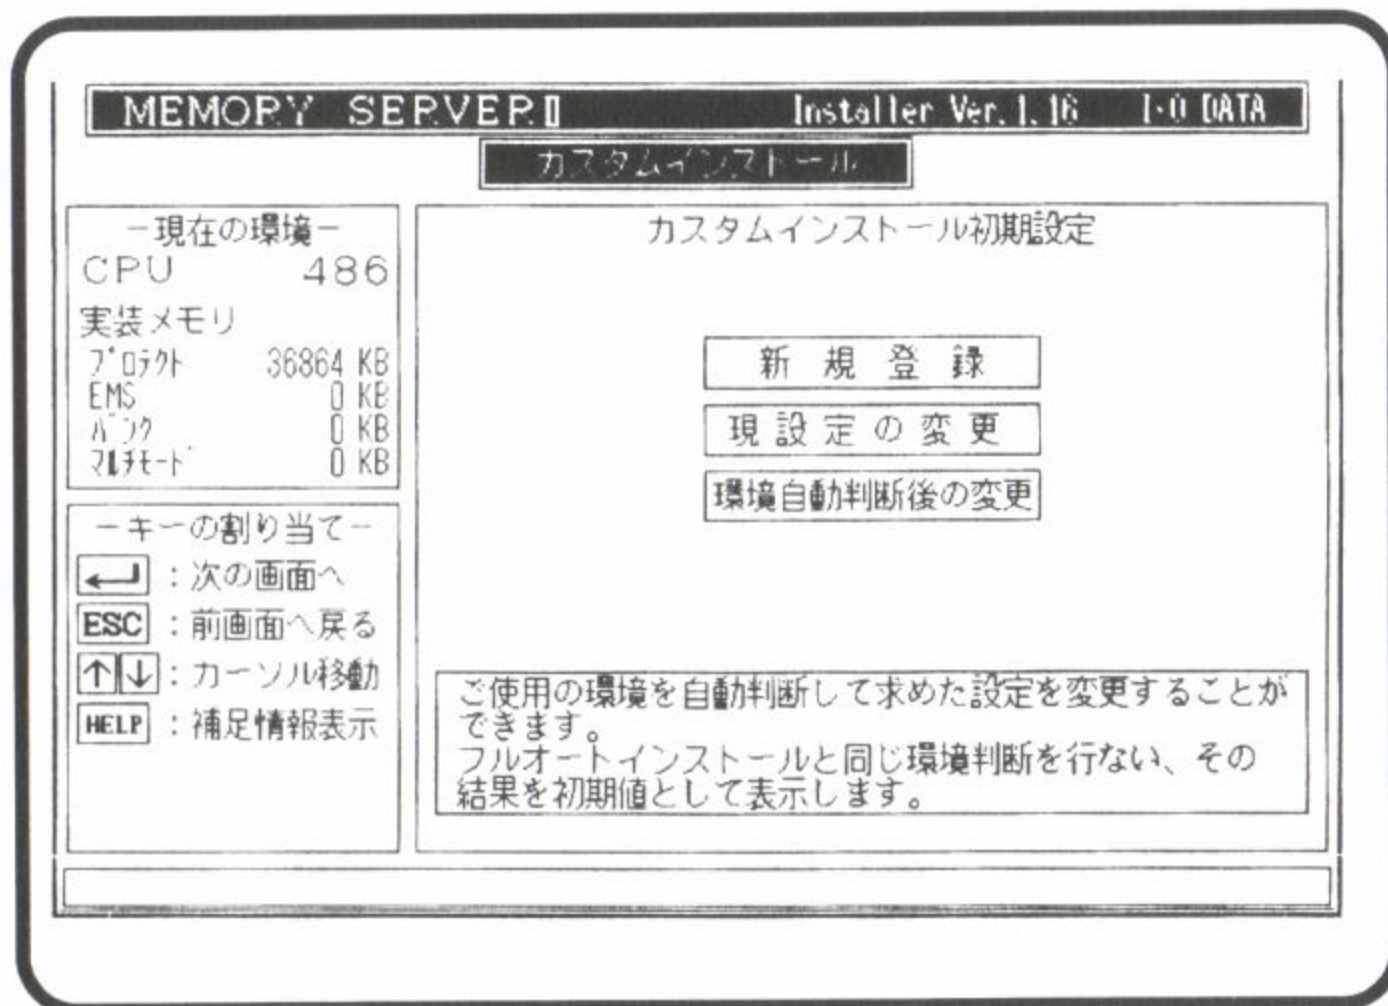 MEMORY SERVERⅡ Installer Ver.1.16 I・O DATA
カスタムインストール
－現在の環境－
CPU 486
実装メモリ
プロテクト 36864 KB
EMS 0 KB
バンク 0 KB
マルチモード 0 KB
－キーの割り当て－
：次の画面へ
ESC：前画面へ戻る
↑↓：カーソル移動
HELP：補足情報表示
カスタムインストール初期設定
新規登録
現設定の変更
環境自動判断後の変更
ご使用の環境を自動判断して求めた設定を変更することが
できます。
フルオートインストールと同じ環境判断を行ない、その
結果を初期値として表示します。